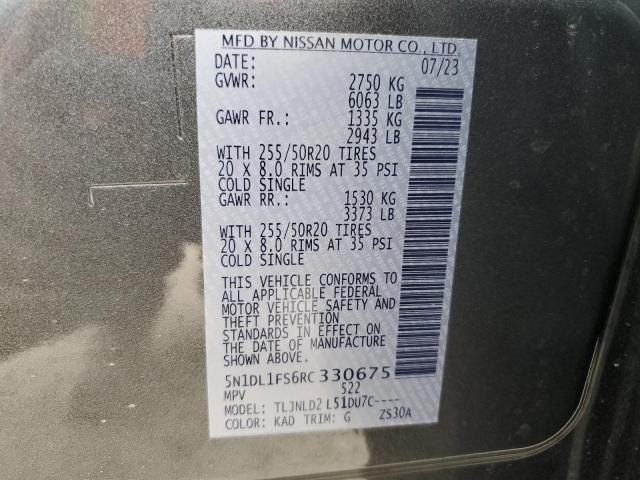 MFD BY NISSAN MOTOR CO., LTD.
DATE: 07/23
GVWR: 2750 KG
6063 LB
GAWR FR.: 1335 KG
2943 LB
WITH 255/50R20 TIRES
20 X 8.0 RIMS AT 35 PSI
COLD SINGLE
GAWR RR.: 1530 KG
3373 LB
WITH 255/50R20 TIRES
20 X 8.0 RIMS AT 35 PSI
COLD SINGLE
THIS VEHICLE CONFORMS TO
ALL APPLICABLE FEDERAL
MOTOR VEHICLE SAFETY AND
THEFT PREVENTION
STANDARDS IN EFFECT ON
THE DATE OF MANUFACTURE
SHOWN ABOVE.
5N1DL1FS6RC330675
MPV 522
MODEL: TLJNLD2 L51DU7C----
COLOR: KAD TRIM: G ZS30A